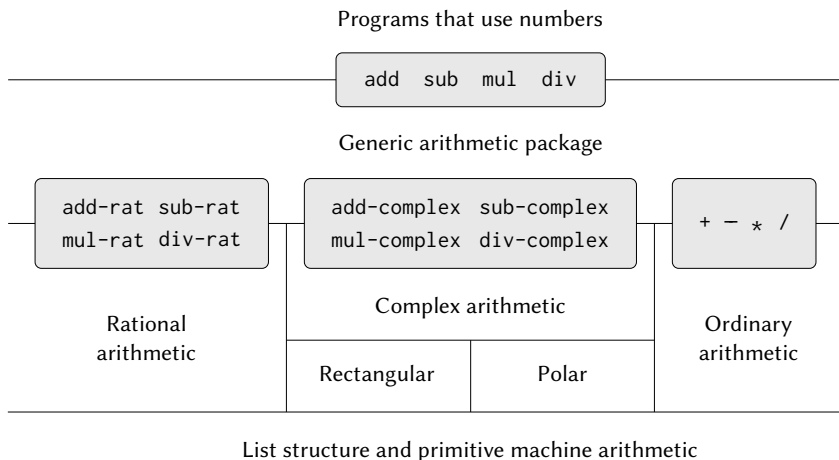 Programs that use numbers
add sub mul div
Generic arithmetic package
add-rat sub-rat
mul-rat div-rat
add-complex sub-complex
mul-complex div-complex
+ − * /
Rational
arithmetic
Complex arithmetic
Rectangular
Polar
Ordinary
arithmetic
List structure and primitive machine arithmetic